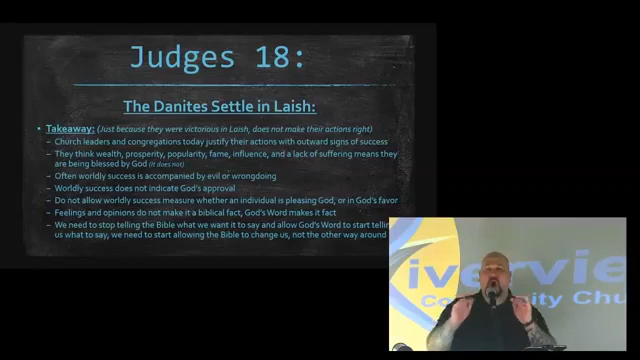 Judges 18:
The Danites Settle in Laish:
▪ Takeaway: (Just because they were victorious in Laish, does not make their actions right)
– Church leaders and congregations today justify their actions with outward signs of success
– They think wealth, prosperity, popularity, fame, influence, and a lack of suffering means they
are being blessed by God (it does not)
– Often worldly success is accompanied by evil or wrongdoing
– Worldly success does not indicate God's approval
– Do not allow worldly success measure whether an individual is pleasing God, or in God's favor
– Feelings and opinions do not make it a biblical fact, God's Word makes it fact
– We need to stop telling the Bible what we want it to say and allow God's Word to start tellin
us what to say, we need to start allowing the Bible to change us, not the other way around
ivervie
Co ity Chu